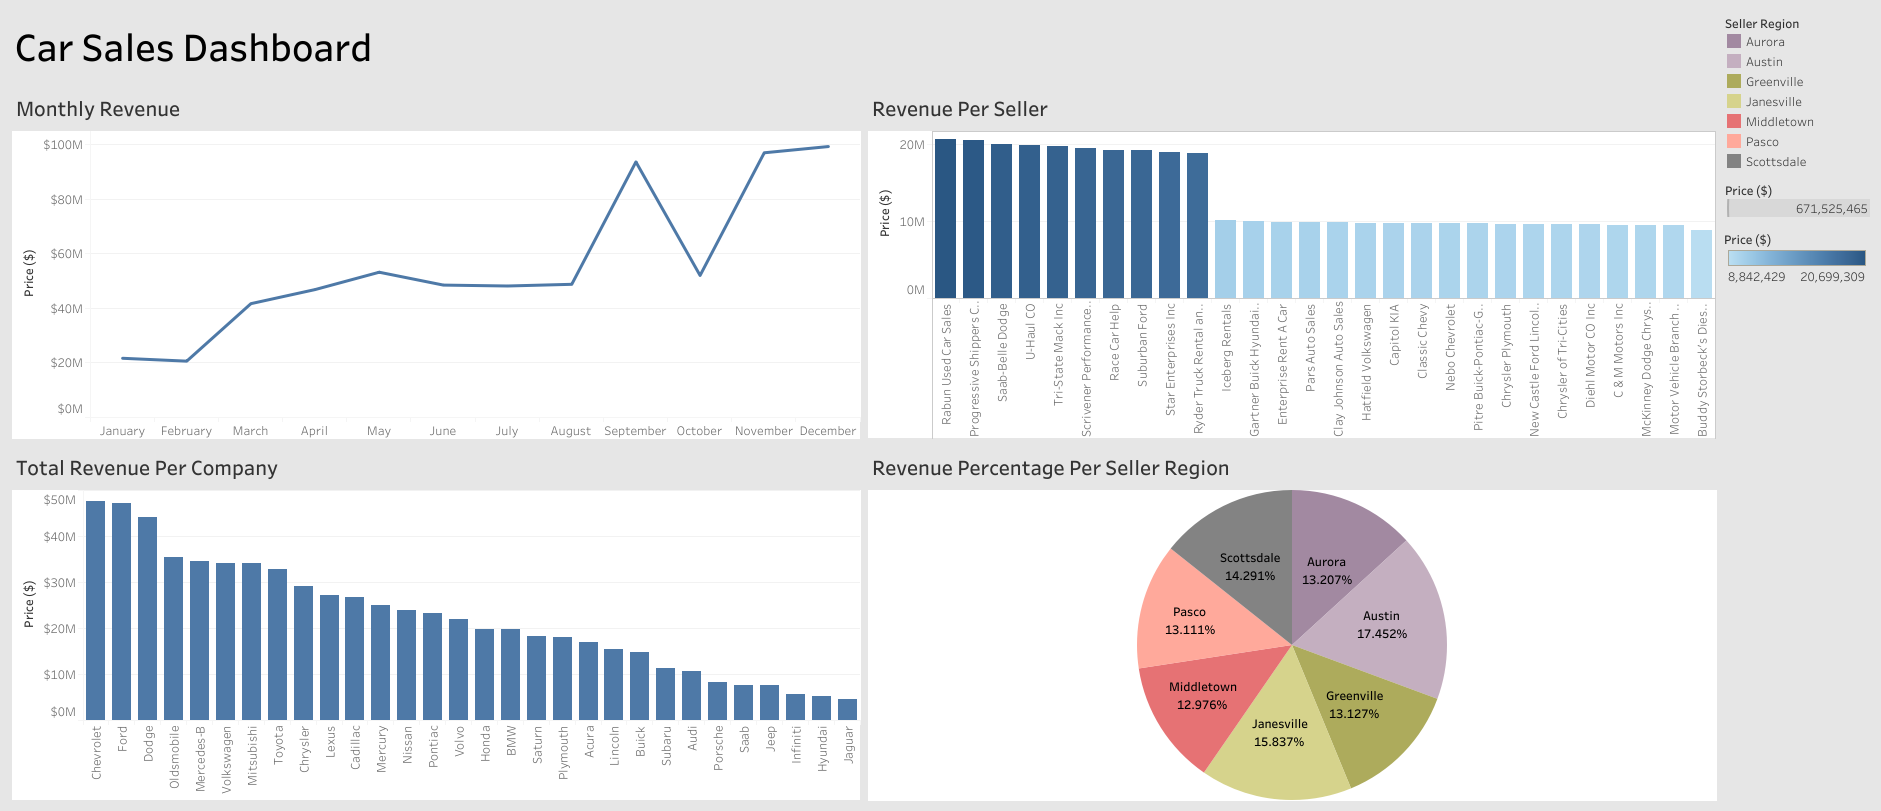 Car Sales Dashboard
Monthly Revenue
$100M
$80M
$60M
$40M
$20M
$0M
Price ($)
January February March April May June July August September October November December
Revenue Per Seller
20M
10M
0M
Price ($)
Rabun Used Car Sales
Progressive Shippers C..
Saab-Belle Dodge
U-Haul CO
Tri-State Mack Inc
Scrivener Performance..
Race Car Help
Suburban Ford
Star Enterprises Inc
Ryder Truck Rental an..
Iceberg Rentals
Gartner Buick Hyundai..
Enterprise Rent A Car
Pars Auto Sales
Clay Johnson Auto Sales
Hatfield Volkswagen
Capitol KIA
Classic Chevy
Nebo Chevrolet
Pitre Buick-Pontiac-G..
Chrysler Plymouth
New Castle Ford Lincol..
Chrysler of Tri-Cities
Diehl Motor CO Inc
C & M Motors Inc
McKinney Dodge Chrys..
Motor Vehicle Branch ..
Buddy Storbeck's Dies..
Seller Region
Aurora
Austin
Greenville
Janesville
Middletown
Pasco
Scottsdale
Price ($)
671,525,465
Price ($)
8,842,429 20,699,309
Total Revenue Per Company
$50M
$40M
$30M
$20M
$10M
$0M
Price ($)
Chevrolet
Ford
Dodge
Oldsmobile
Mercedes-B
Volkswagen
Mitsubishi
Toyota
Chrysler
Lexus
Cadillac
Mercury
Nissan
Pontiac
Volvo
Honda
BMW
Saturn
Plymouth
Acura
Lincoln
Buick
Subaru
Audi
Porsche
Saab
Jeep
Infiniti
Hyundai
Jaguar
Revenue Percentage Per Seller Region
Scottsdale
14.291%
Aurora
13.207%
Pasco
13.111%
Austin
17.452%
Middletown
12.976%
Greenville
13.127%
Janesville
15.837%